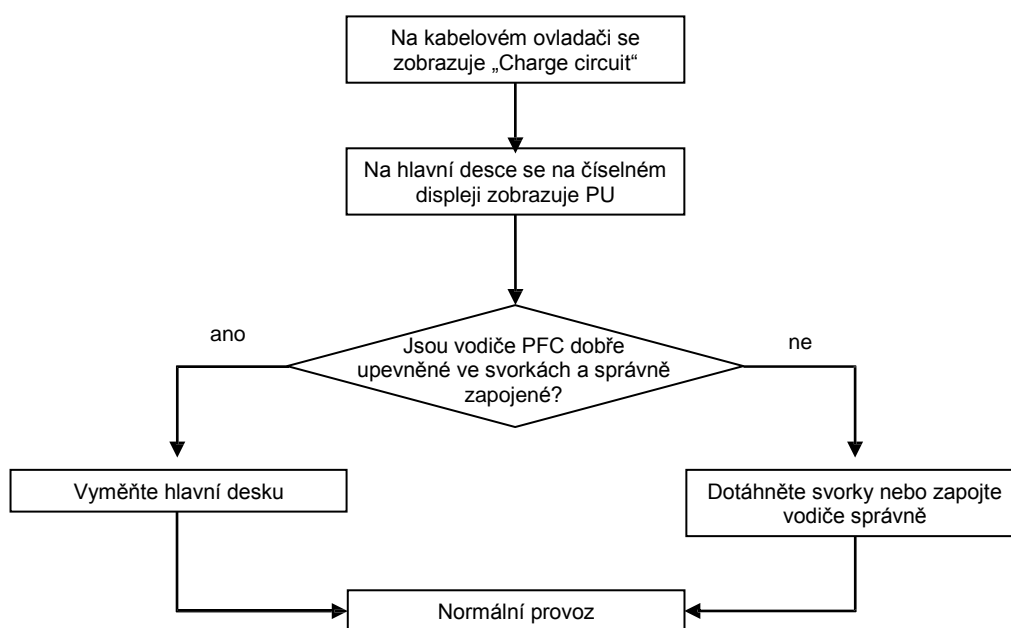 Na kabelovém ovladači se
zobrazuje „Charge circuit“
Na hlavní desce se na číselném
displeji zobrazuje PU
ano
Jsou vodiče PFC dobře
upevněné ve svorkách a správně
zapojené?
ne
Vyměňte hlavní desku
Dotáhněte svorky nebo zapojte
vodiče správně
Normální provoz